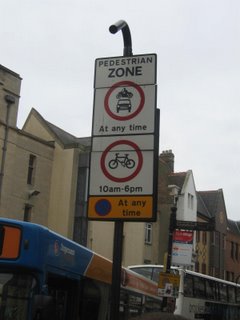 PEDESTRIAN
ZONE
At any time
10am-6pm
At any
time